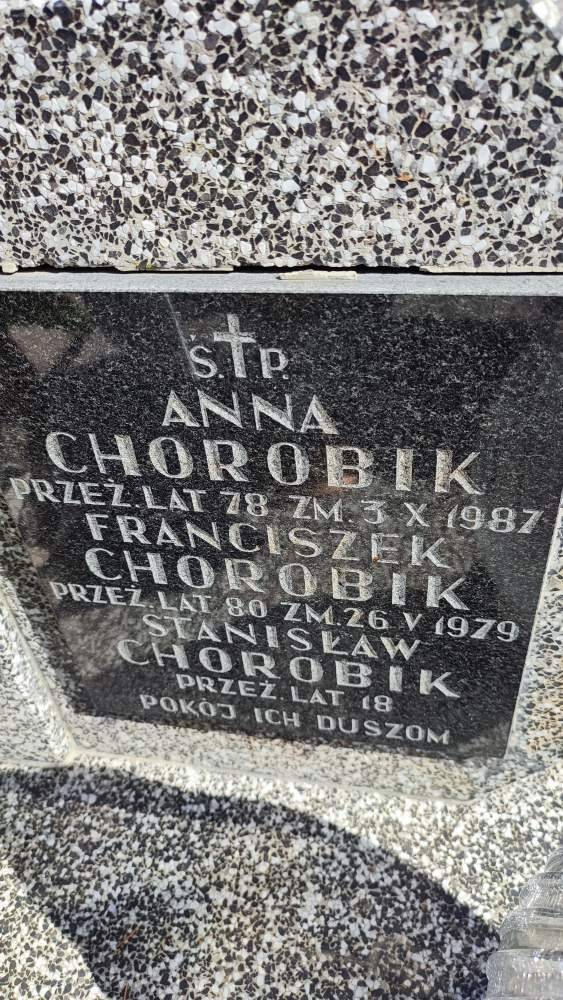 Ś.†P.
ANNA
CHOROBIK
PRZEŻ. LAT 78 ZM. 3 X 1987
FRANCISZEK
CHOROBIK
PRZEŻ. LAT. 80 ZM. 26. V 1979
STANISŁAW
CHOROBIK
PRZEŻ. LAT 18
POKÓJ ICH DUSZOM